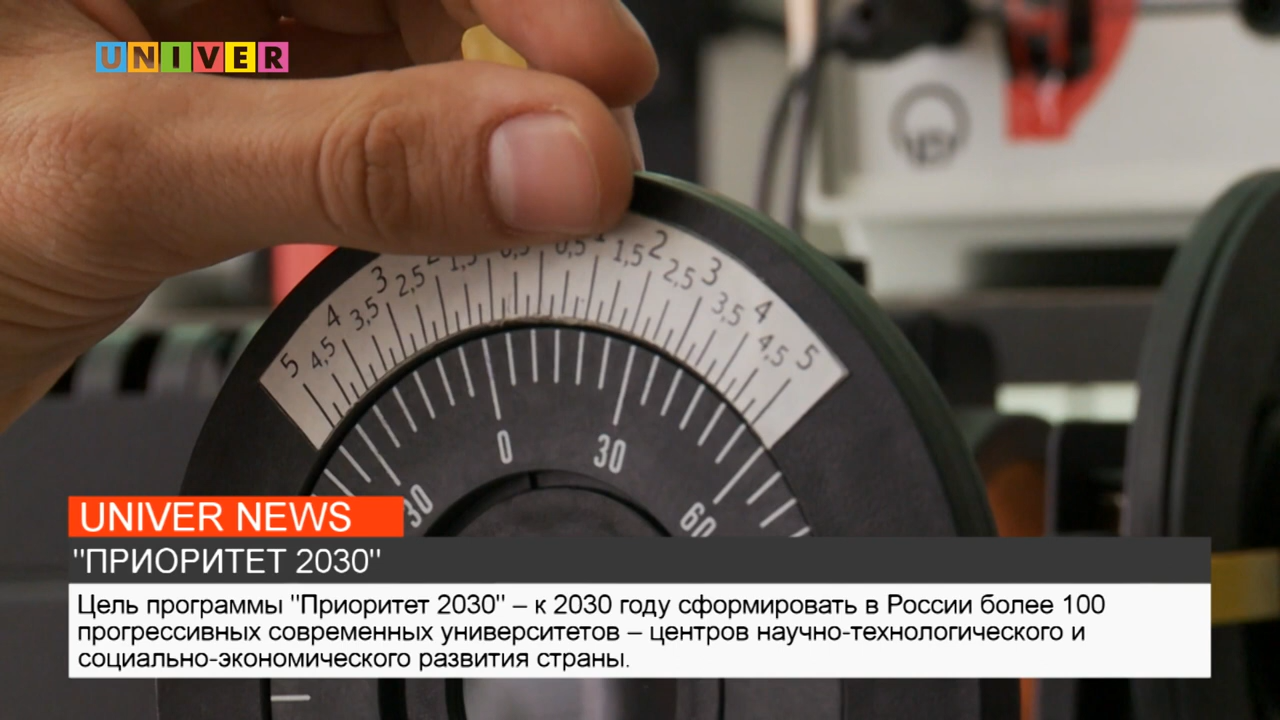 UNIVER
5 4,5 4 3,5 3 2,5 1,5 0,5 0,5 1 1,5 2 2,5 3 3,5 4 4,5 5
30 0 30 60
UNIVER NEWS
"ПРИОРИТЕТ 2030"
Цель программы "Приоритет 2030" – к 2030 году сформировать в России более 100
прогрессивных современных университетов – центров научно-технологического и
социально-экономического развития страны.